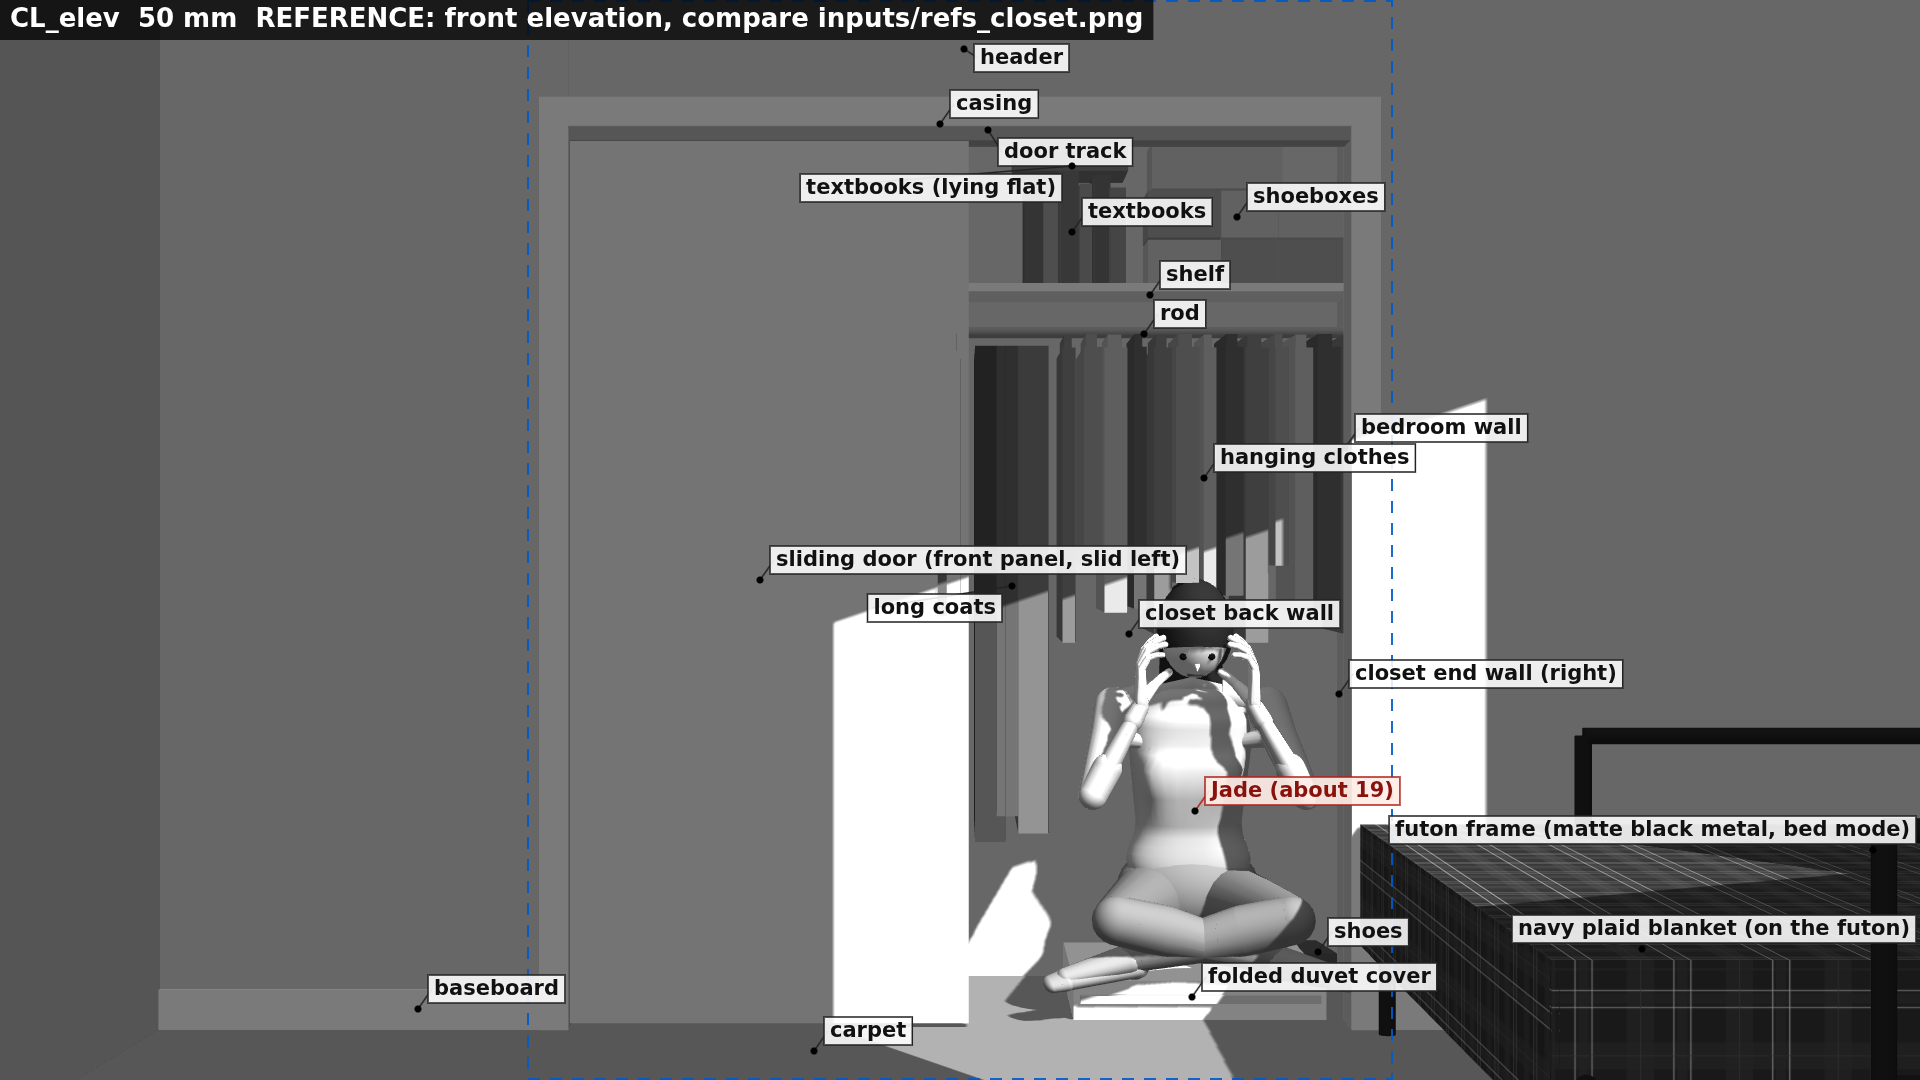 CL_elev 50 mm REFERENCE: front elevation, compare inputs/refs_closet.png
header
casing
door track
textbooks (lying flat)
shoeboxes
textbooks
shelf
rod
bedroom wall
hanging clothes
sliding door (front panel, slid left)
long coats
closet back wall
closet end wall (right)
Jade (about 19)
futon frame (matte black metal, bed mode)
navy plaid blanket (on the futon)
shoes
folded duvet cover
baseboard
carpet